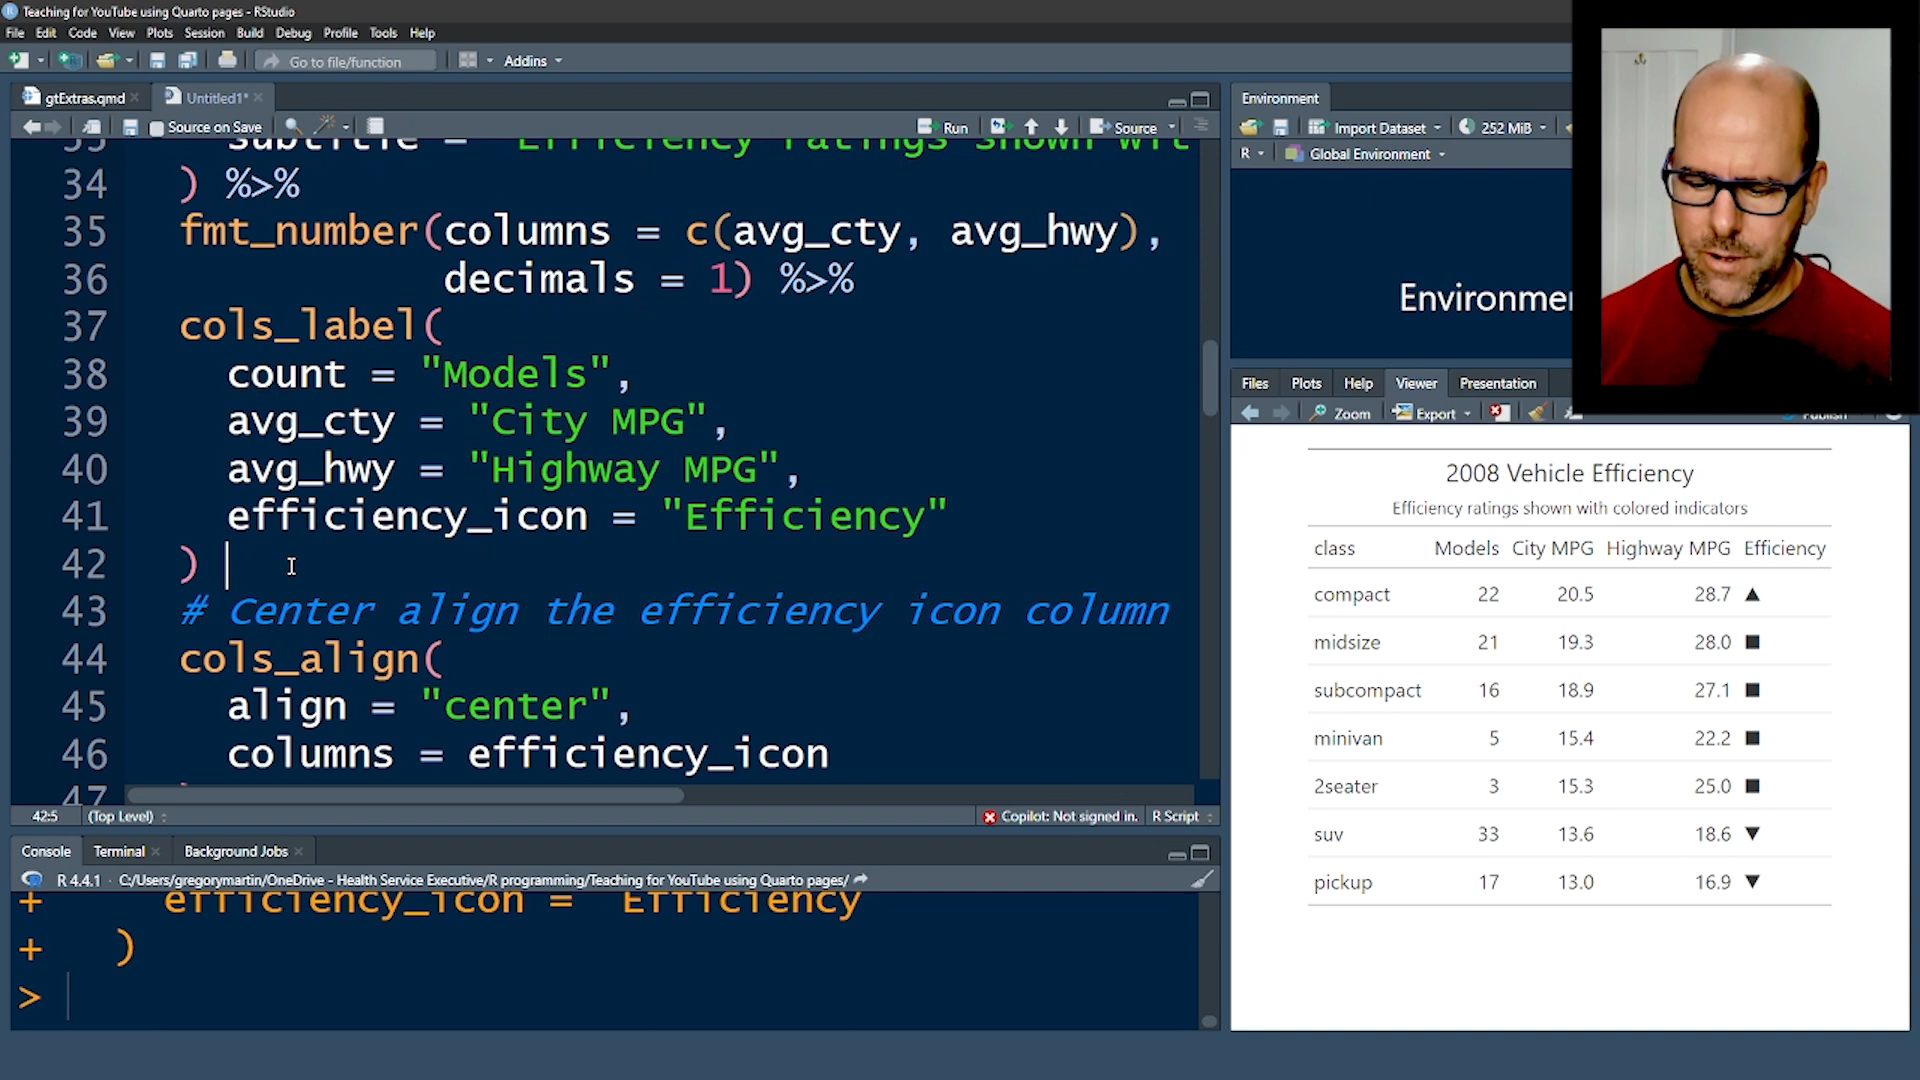 Teaching for YouTube using Quarto pages - RStudio
File Edit Code View Plots Session Build Debug Profile Tools Help
Go to file/function Addins
gtExtras.qmd Untitled1*
Source on Save Run Source
subtitle = "Efficiency ratings shown wit
34 ) %>%
35 fmt_number(columns = c(avg_cty, avg_hwy),
36 decimals = 1) %>%
37 cols_label(
38 count = "Models",
39 avg_cty = "City MPG",
40 avg_hwy = "Highway MPG",
41 efficiency_icon = "Efficiency"
42 )
43 # Center align the efficiency icon column
44 cols_align(
45 align = "center",
46 columns = efficiency_icon
47
42:5 (Top Level) Copilot: Not signed in. R Script
Console Terminal Background Jobs
R 4.4.1 · C:/Users/gregorymartin/OneDrive - Health Service Executive/R programming/Teaching for YouTube using Quarto pages/
+ efficiency_icon = "Efficiency"
+ )
>
Environment
Import Dataset 252 MiB
R Global Environment
Files Plots Help Viewer Presentation
Zoom Export Publish
2008 Vehicle Efficiency
Efficiency ratings shown with colored indicators
class Models City MPG Highway MPG Efficiency
compact 22 20.5 28.7 ▲
midsize 21 19.3 28.0 ■
subcompact 16 18.9 27.1 ■
minivan 5 15.4 22.2 ■
2seater 3 15.3 25.0 ■
suv 33 13.6 18.6 ▼
pickup 17 13.0 16.9 ▼